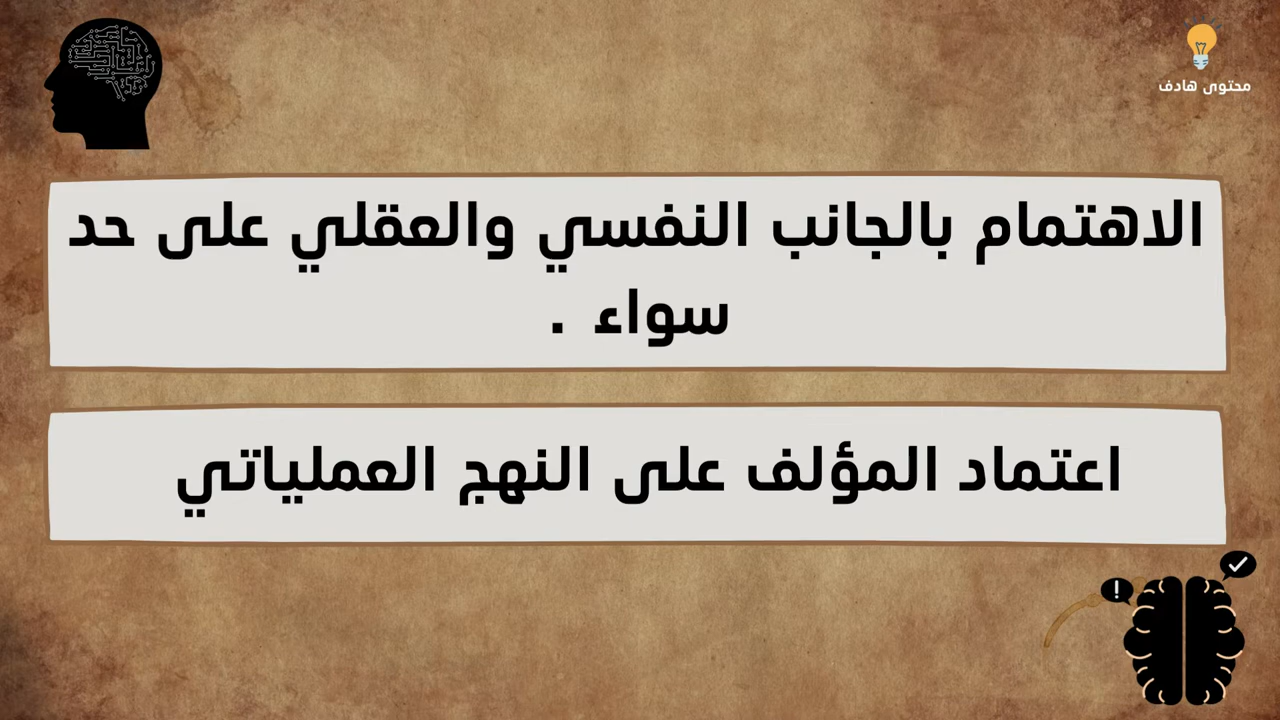 محتوى هادف
الاهتمام بالجانب النفسي والعقلي على حد
سواء .
اعتماد المؤلف على النهج العملياتي